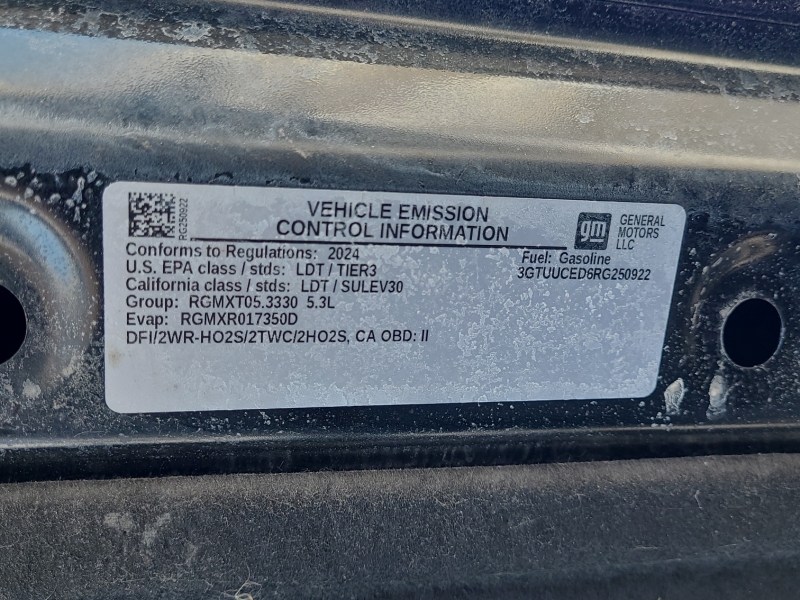 RG250922
VEHICLE EMISSION
CONTROL INFORMATION
gm
GENERAL
MOTORS
LLC
Conforms to Regulations: 2024
Fuel: Gasoline
U.S. EPA class / stds: LDT / TIER3
3GTUUCED6RG250922
California class / stds: LDT / SULEV30
Group: RGMXT05.3330 5.3L
Evap: RGMXR017350D
DFI/2WR-HO2S/2TWC/2HO2S, CA OBD: II